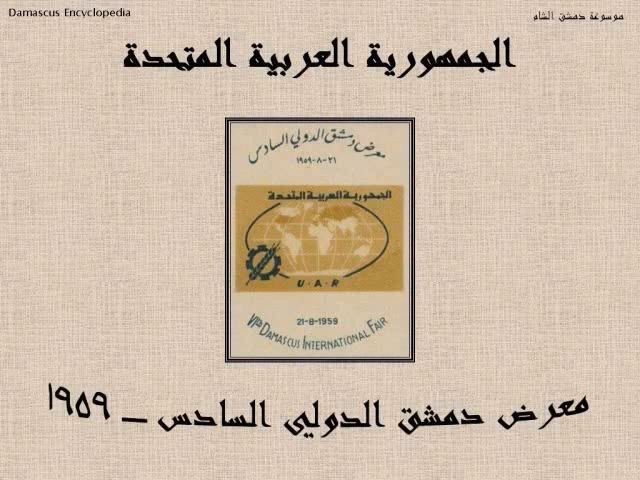 Damascus Encyclopedia
موسوعة دمشق الشام
الجمهورية العربية المتحدة
معرض دمشق الدولي السادس
١٩٥٩-٨-٢١
الجمهورية العربية المتحدة
U·A·R
21-8-1959
VIth DAMASCUS INTERNATIONAL FAIR
معرض دمشق الدولي السادس _ ١٩٥٩